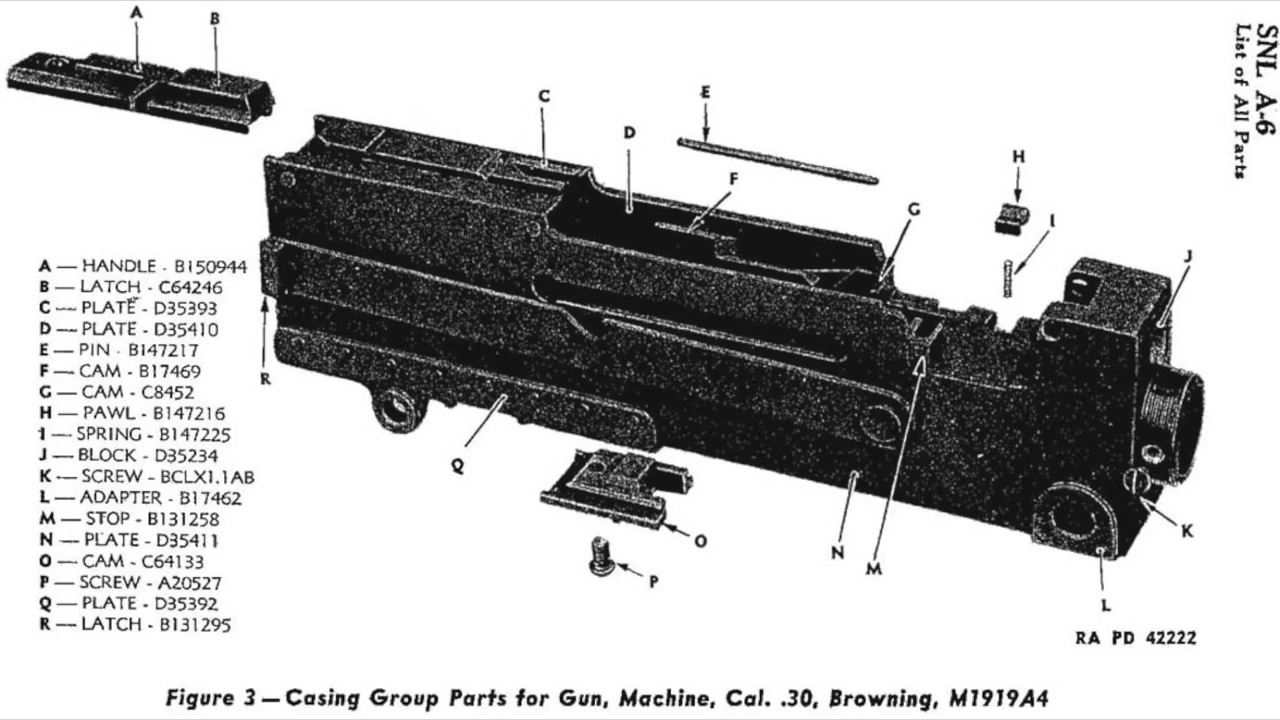 SNL A-6
List of All Parts
A
B
C
E
D
F
H
G
I
J
A — HANDLE - B150944
B — LATCH - C64246
C — PLATE - D35393
D — PLATE - D35410
E — PIN - B147217
F — CAM - B17469
G — CAM - C8452
H — PAWL - B147216
I — SPRING - B147225
J — BLOCK - D35234
K — SCREW - BCLX1.1AB
L — ADAPTER - B17462
M — STOP - B131258
N — PLATE - D35411
O — CAM - C64133
P — SCREW - A20527
Q — PLATE - D35392
R — LATCH - B131295
R
Q
O
P
N
M
K
L
RA PD 42222
Figure 3—Casing Group Parts for Gun, Machine, Cal. .30, Browning, M1919A4